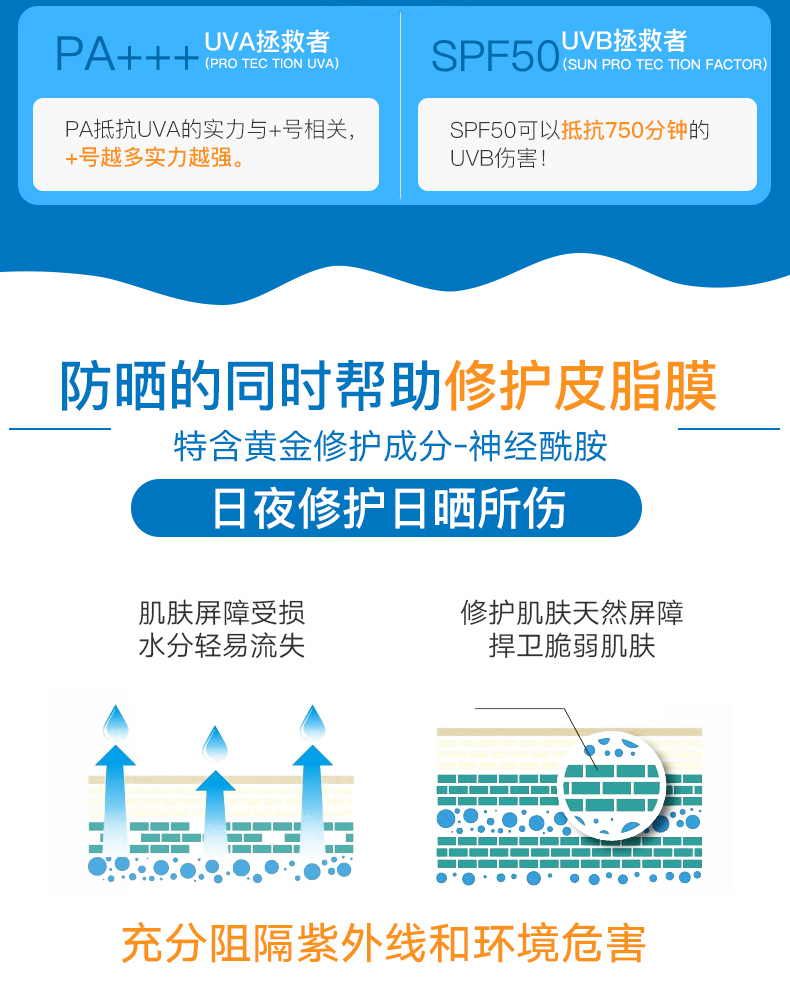 PA+++ UVA拯救者
(PRO TEC TION UVA)
PA抵抗UVA的实力与+号相关,
+号越多实力越强。
SPF50 UVB拯救者
(SUN PRO TEC TION FACTOR)
SPF50可以抵抗750分钟的
UVB伤害!
防晒的同时帮助修护皮脂膜
特含黄金修护成分-神经酰胺
日夜修护日晒所伤
肌肤屏障受损
水分轻易流失
修护肌肤天然屏障
捍卫脆弱肌肤
充分阻隔紫外线和环境危害